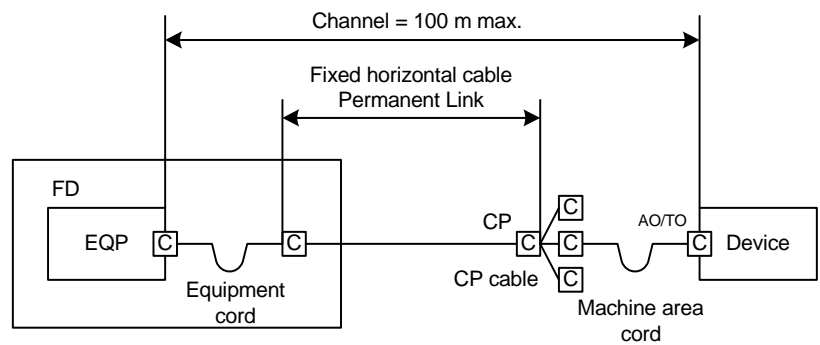 Channel = 100 m max.
Fixed horizontal cable
Permanent Link
FD
EQP
C
C
CP
C
C
C
C
AO/TO
C
Device
CP cable
Equipment
cord
Machine area
cord